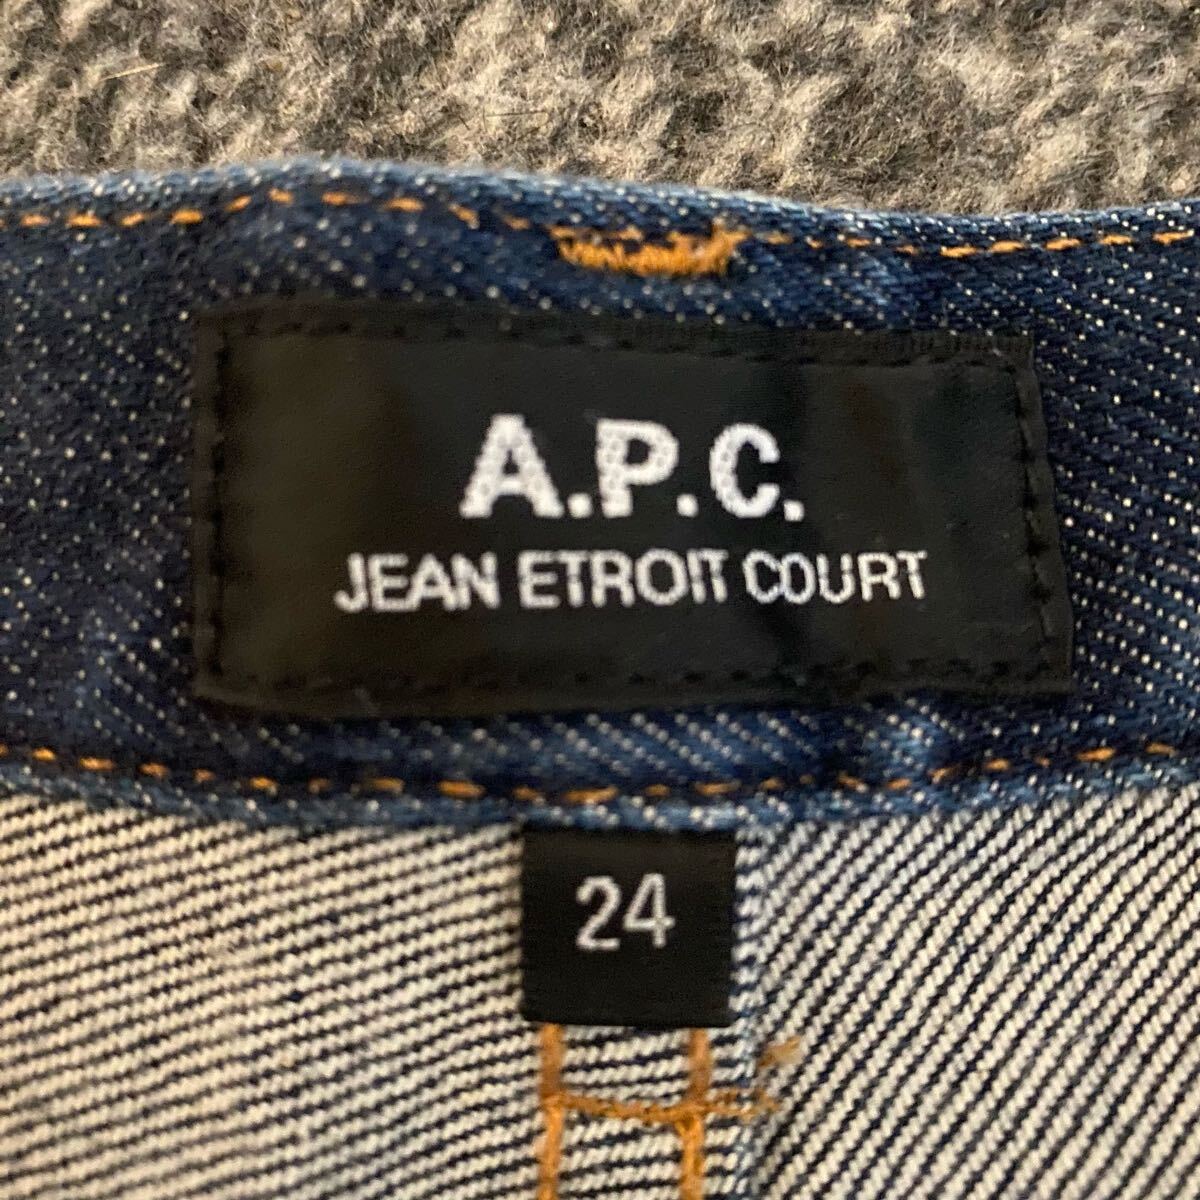 A.P.C.
JEAN ETROIT COURT
24